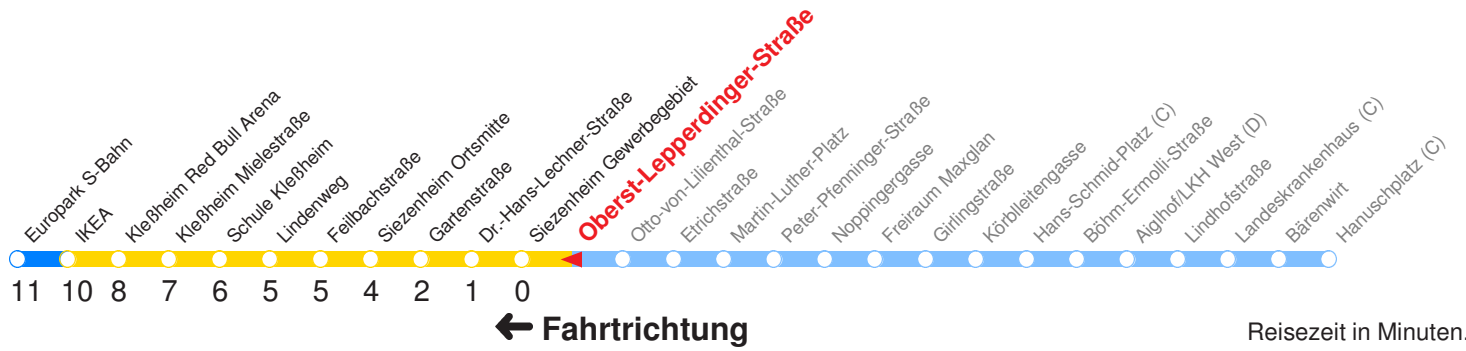 Europark S-Bahn
IKEA
Kleßheim Red Bull Arena
Kleßheim Mielestraße
Schule Kleßheim
Lindenweg
Feilbachstraße
Siezenheim Ortsmitte
Gartenstraße
Dr.-Hans-Lechner-Straße
Siezenheim Gewerbegebiet
Oberst-Lepperdinger-Straße
Otto-von-Lilienthal-Straße
Etrichstraße
Martin-Luther-Platz
Peter-Pfenninger-Straße
Noppingergasse
Freiraum Maxglan
Girlingstraße
Körblleitengasse
Hans-Schmid-Platz (C)
Böhm-Ermolli-Straße
Aiglhof/LKH West (D)
Lindhofstraße
Landeskrankenhaus (C)
Bärenwirt
Hanuschplatz (C)
11 10 8 7 6 5 5 4 2 1 0
Fahrtrichtung
Reisezeit in Minuten.